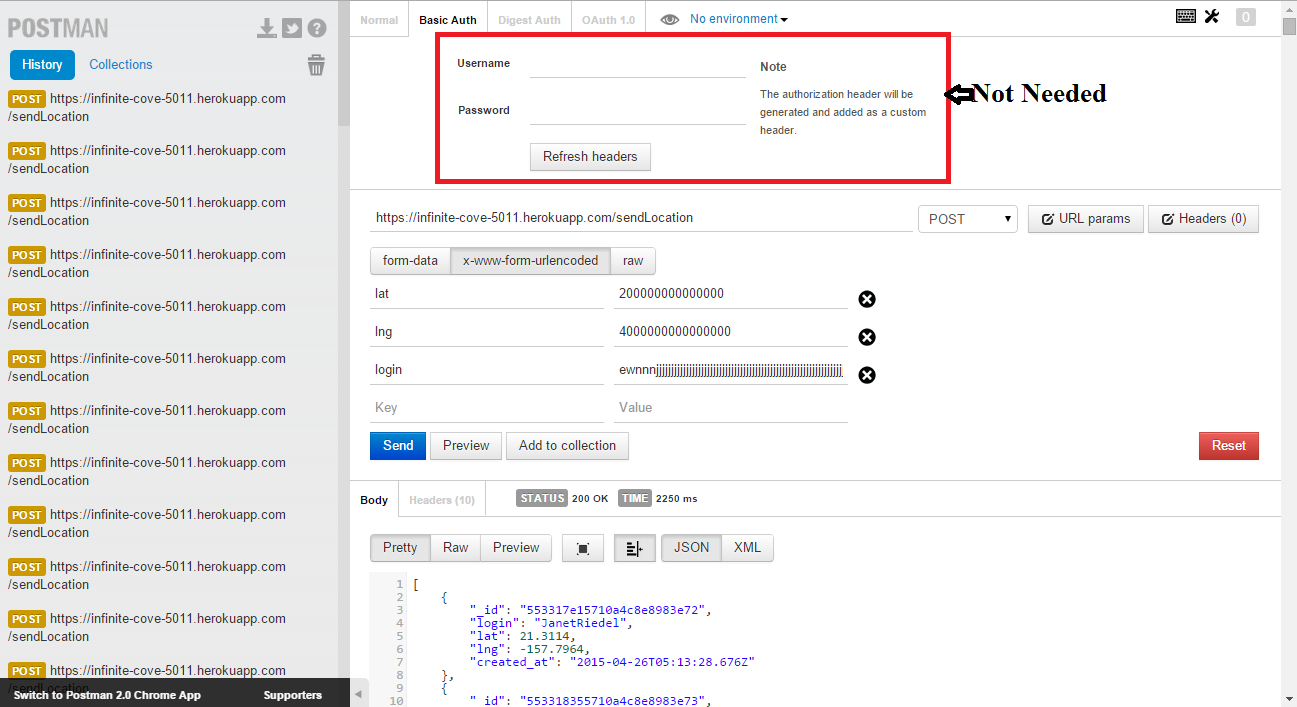 POSTMAN
History Collections
POST https://infinite-cove-5011.herokuapp.com
/sendLocation
POST https://infinite-cove-5011.herokuapp.com
/sendLocation
POST https://infinite-cove-5011.herokuapp.com
/sendLocation
POST https://infinite-cove-5011.herokuapp.com
/sendLocation
POST https://infinite-cove-5011.herokuapp.com
/sendLocation
POST https://infinite-cove-5011.herokuapp.com
/sendLocation
POST https://infinite-cove-5011.herokuapp.com
/sendLocation
POST https://infinite-cove-5011.herokuapp.com
/sendLocation
POST https://infinite-cove-5011.herokuapp.com
/sendLocation
POST https://infinite-cove-5011.herokuapp.com
/sendLocation
POST https://infinite-cove-5011.herokuapp.com
/sendLocation
POST https://infinite-cove-5011.herokuapp.com
/sendLocation
Switch to Postman 2.0 Chrome App Supporters
Normal Basic Auth Digest Auth OAuth 1.0 No environment 0
Username
Password
Refresh headers
Note
The authorization header will be
generated and added as a custom
header.
Not Needed
https://infinite-cove-5011.herokuapp.com/sendLocation POST URL params Headers (0)
form-data x-www-form-urlencoded raw
lat 200000000000000
lng 4000000000000000
login
Key Value
Send Preview Add to collection Reset
Body Headers (10) STATUS 200 OK TIME 2250 ms
Pretty Raw Preview JSON XML
1 [
2 {
3 "_id": "553317e15710a4c8e8983e72",
4 "login": "JanetRiedel",
5 "lat": 21.3114,
6 "lng": -157.7964,
7 "created_at": "2015-04-26T05:13:28.676Z"
8 },
9 {
10 "_id": "553318355710a4c8e8983e73",